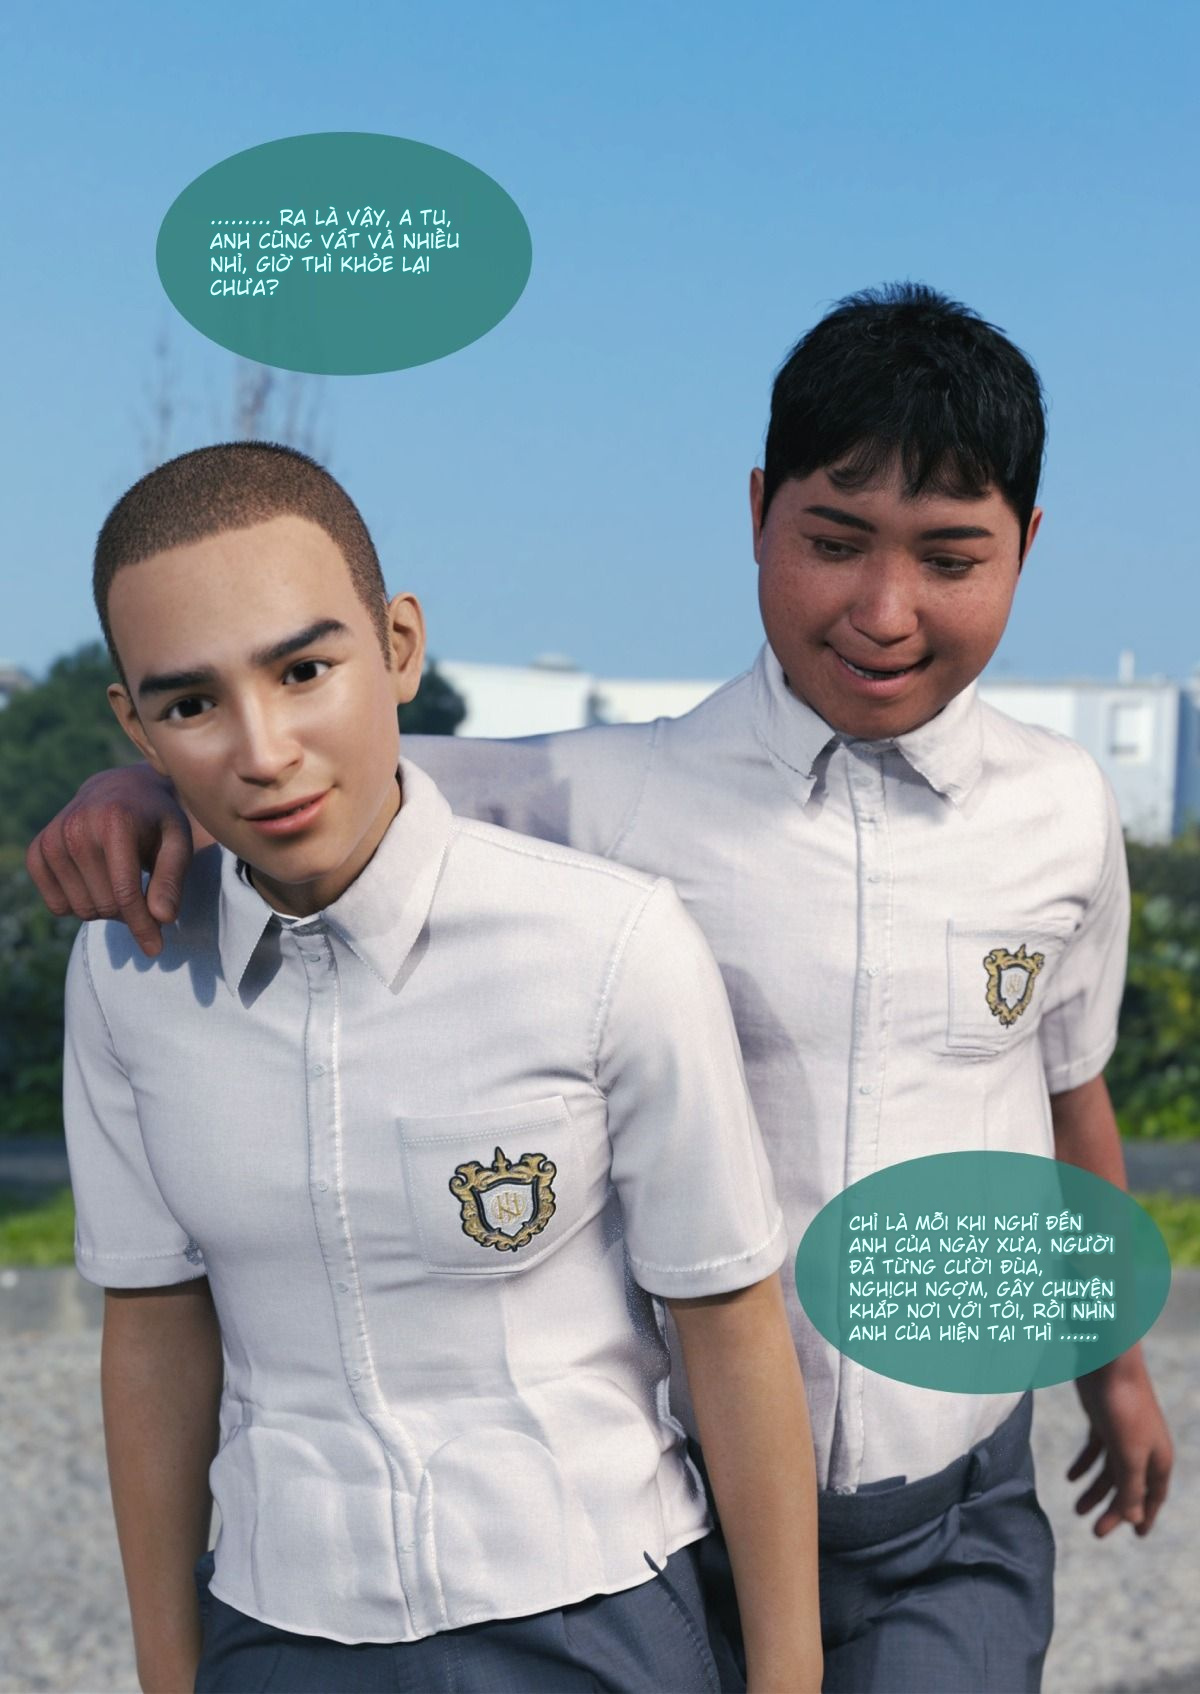 ......... RA LÀ VẬY, A TU,
ANH CŨNG VẤT VẢ NHIỀU
NHỈ, GIỜ THÌ KHỎE LẠI
CHƯA?
CHỈ LÀ MỖI KHI NGHĨ ĐẾN
ANH CỦA NGÀY XƯA, NGƯỜI
ĐÃ TỪNG CƯỜI ĐÙA,
NGHỊCH NGỢM, GÂY CHUYỆN
KHẮP NƠI VỚI TÔI, RỒI NHÌN
ANH CỦA HIỆN TẠI THÌ ......